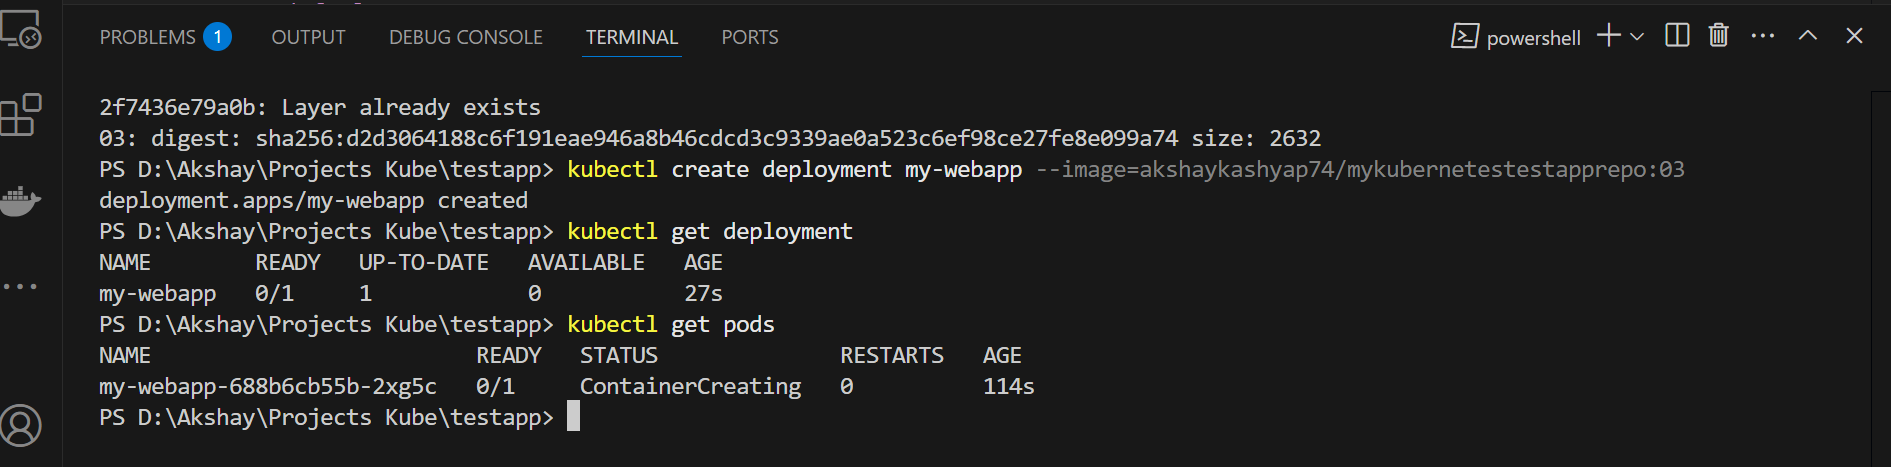 PROBLEMS 1 OUTPUT DEBUG CONSOLE TERMINAL PORTS powershell
2f7436e79a0b: Layer already exists
03: digest: sha256:d2d3064188c6f191eae946a8b46cdcd3c9339ae0a523c6ef98ce27fe8e099a74 size: 2632
PS D:\Akshay\Projects Kube\testapp> kubectl create deployment my-webapp --image=akshaykashyap74/mykubernetestestapprepo:03
deployment.apps/my-webapp created
PS D:\Akshay\Projects Kube\testapp> kubectl get deployment
NAME READY UP-TO-DATE AVAILABLE AGE
my-webapp 0/1 1 0 27s
PS D:\Akshay\Projects Kube\testapp> kubectl get pods
NAME READY STATUS RESTARTS AGE
my-webapp-688b6cb55b-2xg5c 0/1 ContainerCreating 0 114s
PS D:\Akshay\Projects Kube\testapp>